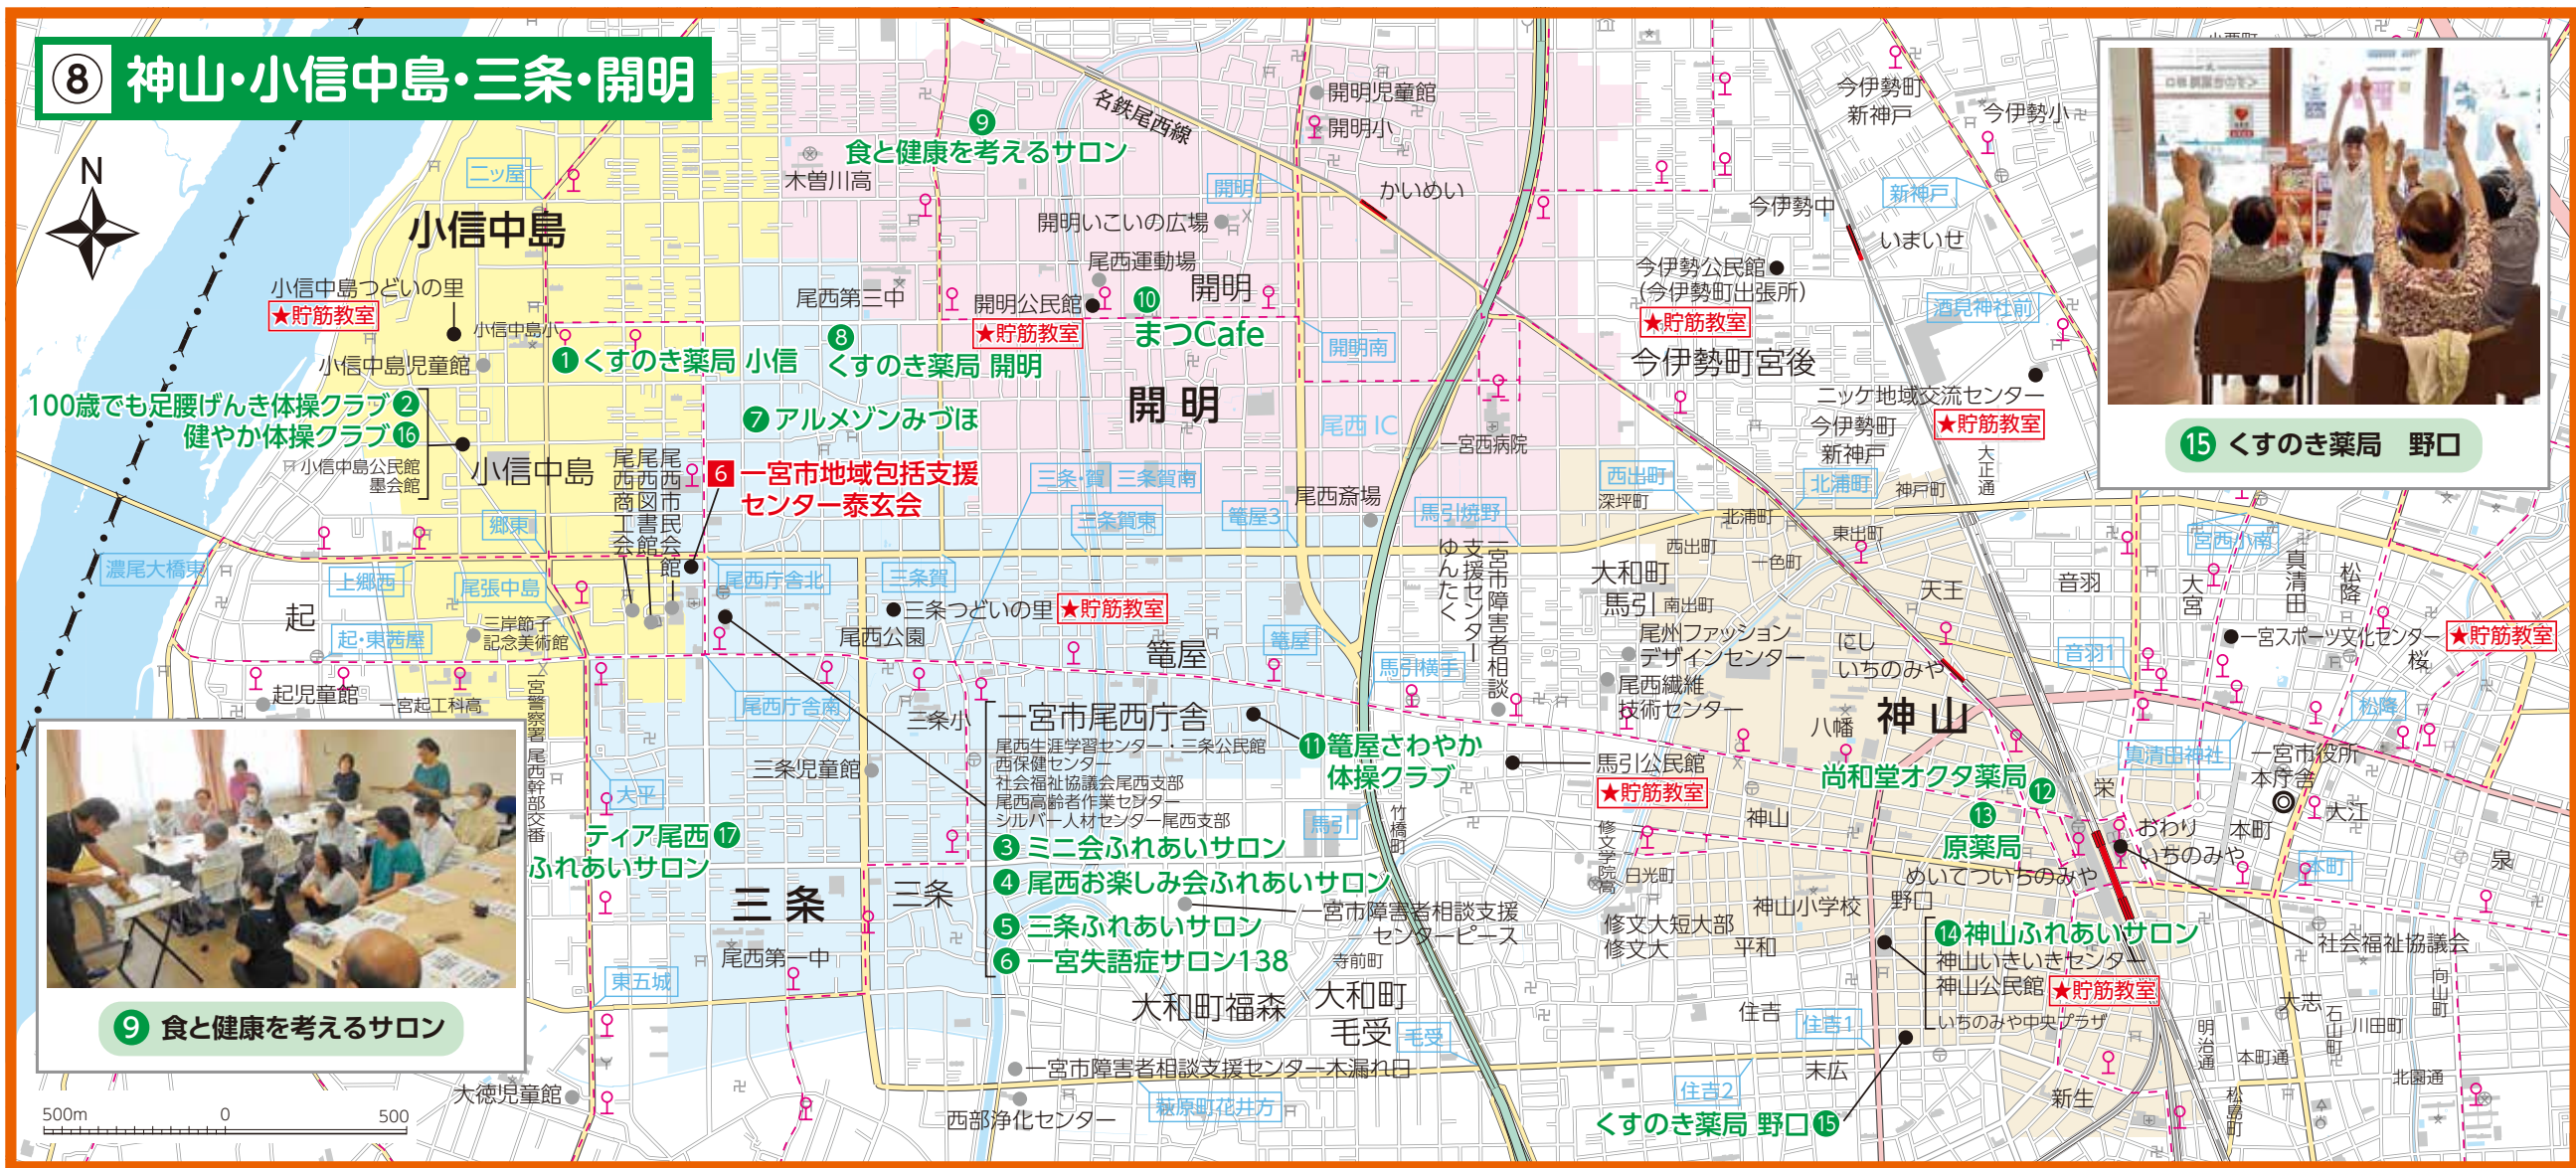 ⑧ 神山・小信中島・三条・開明
N
名鉄尾西線
⑨
食と健康を考えるサロン
木曽川高
二ッ屋
小信中島
小信中島つどいの里
★貯筋教室
小信中島小
小信中島児童館
①くすのき薬局 小信
100歳でも足腰げんき体操クラブ②
健やか体操クラブ⑯
小信中島公民館
墨会館
小信中島
尾西商工会
尾西図書館
尾西市民会館
6 一宮市地域包括支援
センター泰玄会
開明児童館
開明小
開明
かいめい
開明いこいの広場
尾西運動場
開明
尾西第三中
開明公民館
★貯筋教室
⑩
まつCafe
⑧
くすのき薬局 開明
⑦アルメゾンみづほ
開明
開明南
尾西 IC
一宮西病院
三条・賀
三条賀南
三条賀東
篭屋3
尾西斎場
馬引焼野
今伊勢町
新神戸
今伊勢小
今伊勢中
新神戸
いまいせ
今伊勢公民館
(今伊勢町出張所)
★貯筋教室
酒見神社前
今伊勢町宮後
ニッケ地域交流センター
★貯筋教室
今伊勢町
新神戸
大正通
西出町
深坪町
北浦町
神戸町
北浦町
東出町
西出町
一色町
⑮ くすのき薬局 野口
宮西小南
真清田
松降
大宮
音羽
天王
濃尾大橋東
郷東
上郷西
尾張中島
起
起・東茜屋
三岸節子
記念美術館
起児童館
一宮起工科高
一宮警察署 尾西幹部交番
尾西庁舎北
三条賀
三条つどいの里
★貯筋教室
尾西公園
篭屋
篭屋
尾西庁舎南
三条小
三条児童館
大平
ティア尾西⑰
ふれあいサロン
一宮市尾西庁舎
尾西生涯学習センター・三条公民館
西保健センター
社会福祉協議会尾西支部
尾西高齢者作業センター
シルバー人材センター尾西支部
③ミニ会ふれあいサロン
④尾西お楽しみ会ふれあいサロン
⑤三条ふれあいサロン
⑥一宮失語症サロン138
⑪篭屋さわやか
体操クラブ
馬引横手
一宮市障害者相談
支援センター
ゆんたく
大和町
馬引
南出町
尾州ファッション
デザインセンター
尾西繊維
技術センター
にし
いちのみや
神山
八幡
音羽1
一宮スポーツ文化センター
★貯筋教室
桜
松降
真清田神社
一宮市役所
本庁舎
大江
馬引公民館
★貯筋教室
馬引
竹橋町
尚和堂オクタ薬局
⑫
⑬
原薬局
栄
おわり
いちのみや
本町
本町
泉
神山
修文学院高
日光町
めいてついちのみや
神山小学校
野口
修文大短大部
修文大
平和
⑭神山ふれあいサロン
神山いきいきセンター
神山公民館
★貯筋教室
いちのみや中央プラザ
社会福祉協議会
三条
三条
尾西第一中
東五城
一宮市障害者相談支援
センターピース
寺前町
大和町福森
大和町
毛受
毛受
住吉
住吉1
住吉2
末広
くすのき薬局 野口⑮
新生
明治通
松島町
大志
石山町
川田町
向山町
本町通
北園通
⑨ 食と健康を考えるサロン
大徳児童館
一宮市障害者相談支援センター木漏れ日
西部浄化センター
萩原町花井方
500m 0 500